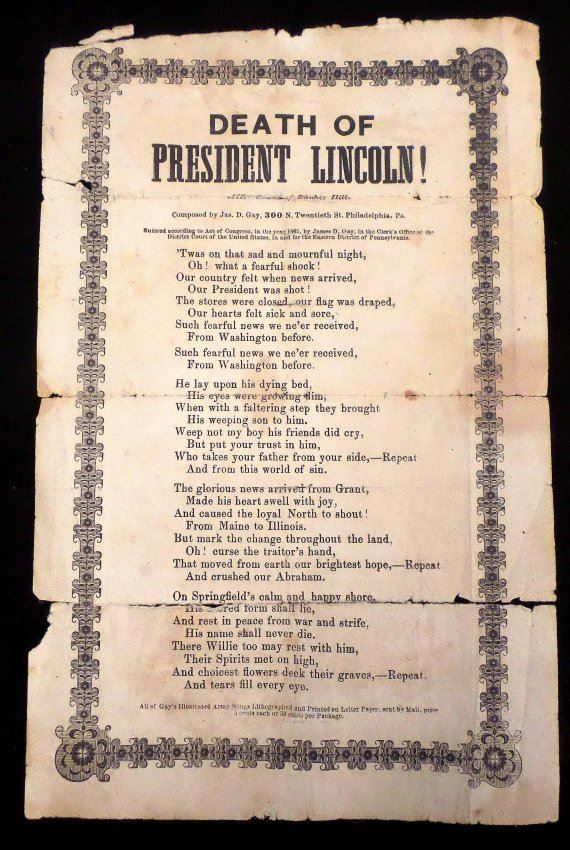 DEATH OF
PRESIDENT LINCOLN!
of Bunker Hill.
Composed by Jas. D. Gay, 300 N. Twentieth St. Philadelphia, Pa.
Entered according to Act of Congress, in the year 1865, by James D. Gay, in the Clerk's Office of the
District Court of the United States, in and for the Eastern District of Pennsylvania.
'Twas on that sad and mournful night,
Oh! what a fearful shock!
Our country felt when news arrived,
Our President was shot!
The stores were closed, our flag was draped,
Our hearts felt sick and sore,
Such fearful news we ne'er received,
From Washington before.
Such fearful news we ne'er received,
From Washington before.
He lay upon his dying bed,
His eyes were growing dim,
When with a faltering step they brought
His weeping son to him.
Weep not my boy his friends did cry,
But put your trust in him,
Who takes your father from your side,—Repeat
And from this world of sin.
The glorious news arrived from Grant,
Made his heart swell with joy,
And caused the loyal North to shout!
From Maine to Illinois.
But mark the change throughout the land,
Oh! curse the traitor's hand,
That moved from earth our brightest hope,—Repeat.
And crushed our Abraham.
On Springfield's calm and happy shore,
His sacred form shall lie,
And rest in peace from war and strife,
His name shall never die.
There Willie too may rest with him,
Their Spirits met on high,
And choicest flowers deck their graves,—Repeat.
And tears fill every eye.
All of Gay's Illustrated Army Songs Lithographed and Printed on Letter Paper, sent by Mail, price
5 cents each or 50 cents per Package.